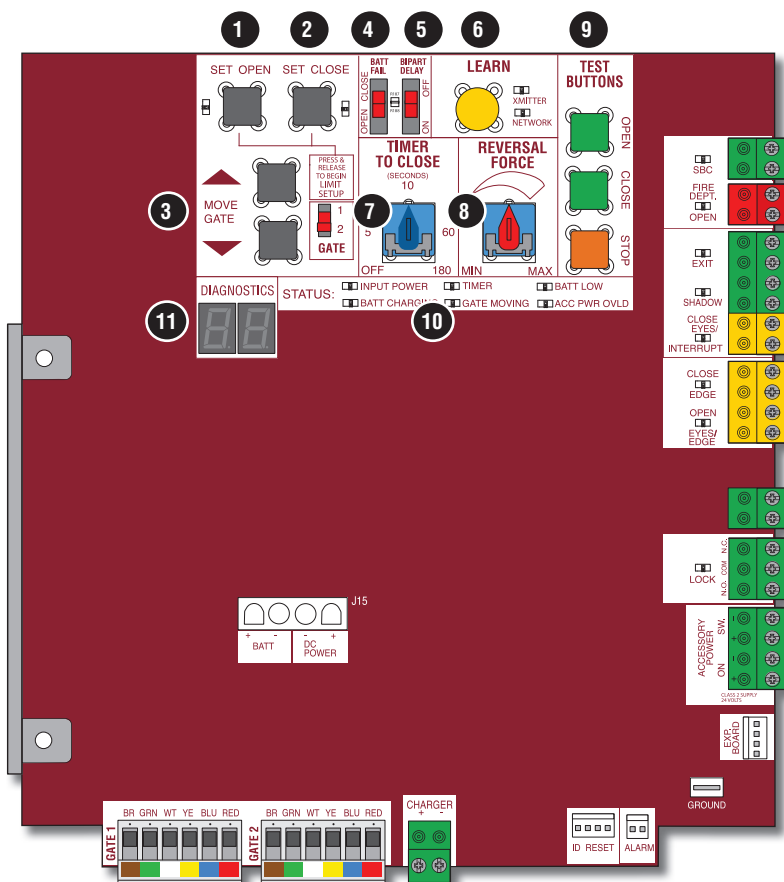 1
2
4
5
6
9
SET OPEN
SET CLOSE
BATT
FAIL
OPEN CLOSE
BIPART
DELAY
ON OFF
LEARN
XMITTER
NETWORK
TEST
BUTTONS
OPEN
CLOSE
STOP
PRESS &
RELEASE
TO BEGIN
LIMIT
SETUP
3
MOVE
GATE
1
2
GATE
TIMER
TO CLOSE
(SECONDS)
10
7
5
60
OFF
180
REVERSAL
FORCE
8
MIN
MAX
11
DIAGNOSTICS
88
STATUS:
INPUT POWER
TIMER
BATT LOW
BATT CHARGING
GATE MOVING
ACC PWR OVLD
10
SBC
FIRE
DEPT.
OPEN
EXIT
SHADOW
CLOSE
EYES/
INTERRUPT
CLOSE
EDGE
OPEN
EYES/
EDGE
LOCK
N.C.
COM
N.O.
ACCESSORY
POWER
SW.
- +
ON
- +
CLASS 2 SUPPLY
24 VOLTS
EXP.
BOARD
GROUND
J15
+ - - +
BATT
DC
POWER
GATE 1
BR GRN WT YE BLU RED
GATE 2
BR GRN WT YE BLU RED
CHARGER
+ -
ID RESET
ALARM